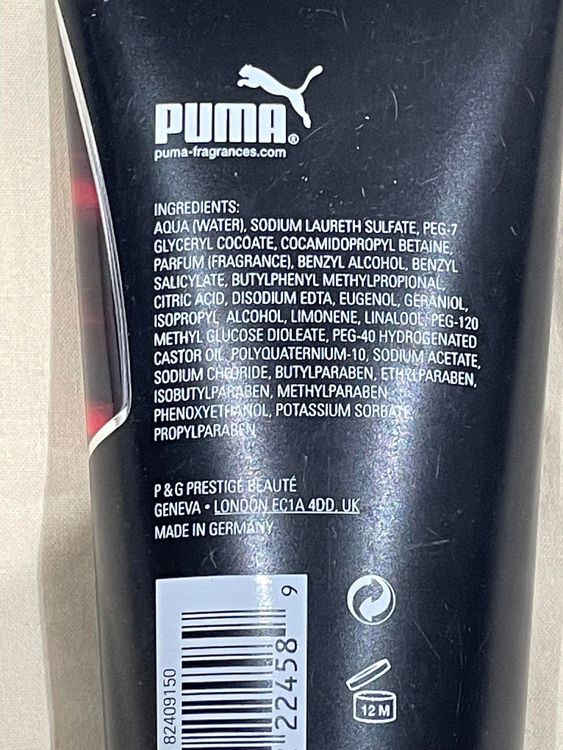 PUMA®
puma-fragrances.com
INGREDIENTS:
AQUA (WATER), SODIUM LAURETH SULFATE, PEG-7
GLYCERYL COCOATE, COCAMIDOPROPYL BETAINE,
PARFUM (FRAGRANCE), BENZYL ALCOHOL, BENZYL
SALICYLATE, BUTYLPHENYL METHYLPROPIONAL,
CITRIC ACID, DISODIUM EDTA, EUGENOL, GERANIOL,
ISOPROPYL ALCOHOL, LIMONENE, LINALOOL, PEG-120
METHYL GLUCOSE DIOLEATE, PEG-40 HYDROGENATED
CASTOR OIL, POLYQUATERNIUM-10, SODIUM ACETATE,
SODIUM CHLORIDE, BUTYLPARABEN, ETHYLPARABEN,
ISOBUTYLPARABEN, METHYLPARABEN,
PHENOXYETHANOL, POTASSIUM SORBATE,
PROPYLPARABEN
P & G PRESTIGE BEAUTÉ
GENEVA • LONDON EC1A 4DD, UK
MADE IN GERMANY
82409150
22458
9
12 M